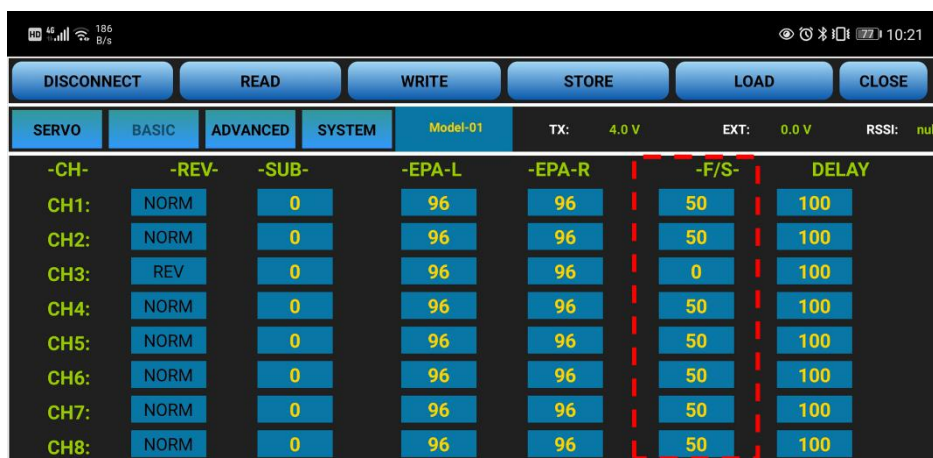 HD 46 186 B/s 77 10:21
DISCONNECT READ WRITE STORE LOAD CLOSE
SERVO BASIC ADVANCED SYSTEM Model-01 TX: 4.0 V EXT: 0.0 V RSSI: nul
-CH- -REV- -SUB- -EPA-L -EPA-R -F/S- DELAY
CH1: NORM 0 96 96 50 100
CH2: NORM 0 96 96 50 100
CH3: REV 0 96 96 0 100
CH4: NORM 0 96 96 50 100
CH5: NORM 0 96 96 50 100
CH6: NORM 0 96 96 50 100
CH7: NORM 0 96 96 50 100
CH8: NORM 0 96 96 50 100